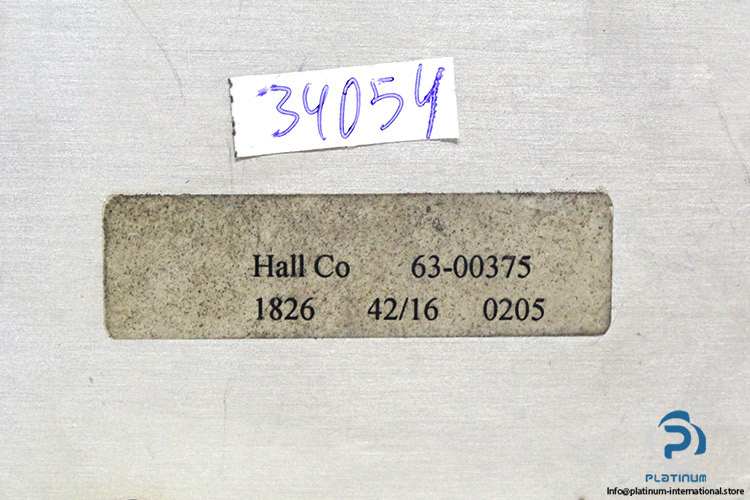 34054
Hall Co 63-00375
1826 42/16 0205
PLATINUM
Info@platinum-international.store